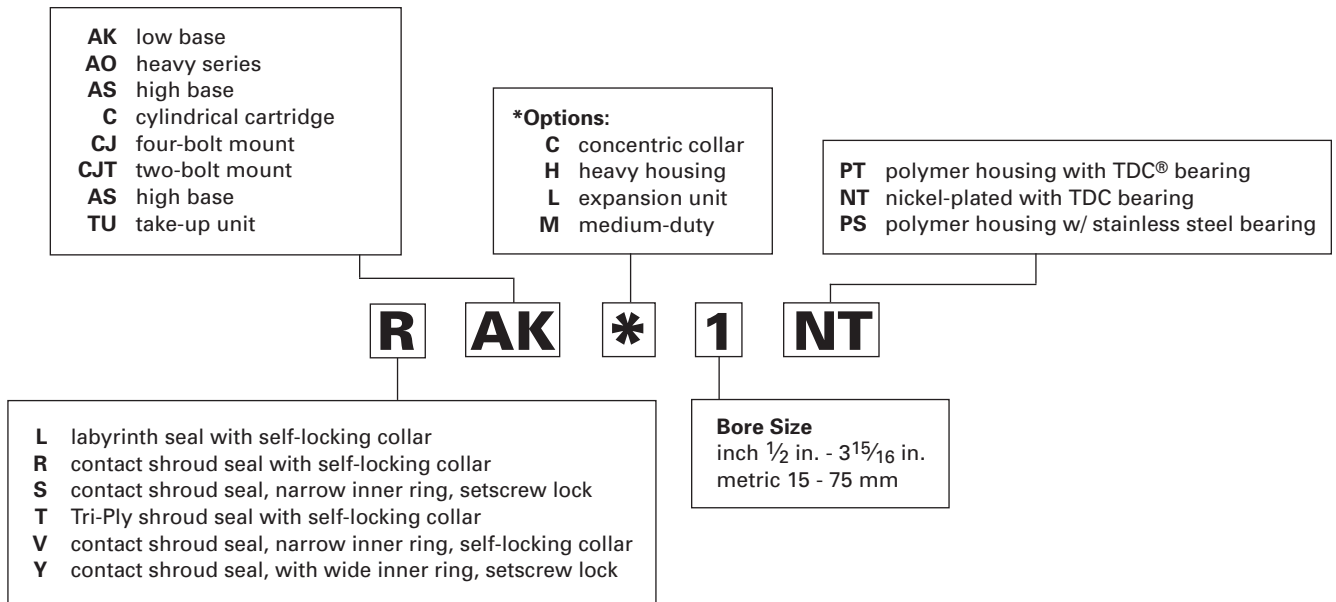 AK low base
AO heavy series
AS high base
C cylindrical cartridge
CJ four-bolt mount
CJT two-bolt mount
AS high base
TU take-up unit
*Options:
C concentric collar
H heavy housing
L expansion unit
M medium-duty
PT polymer housing with TDC® bearing
NT nickel-plated with TDC bearing
PS polymer housing w/ stainless steel bearing
R AK * 1 NT
L labyrinth seal with self-locking collar
R contact shroud seal with self-locking collar
S contact shroud seal, narrow inner ring, setscrew lock
T Tri-Ply shroud seal with self-locking collar
V contact shroud seal, narrow inner ring, self-locking collar
Y contact shroud seal, with wide inner ring, setscrew lock
Bore Size
inch 1⁄2 in. - 3 15⁄16 in.
metric 15 - 75 mm